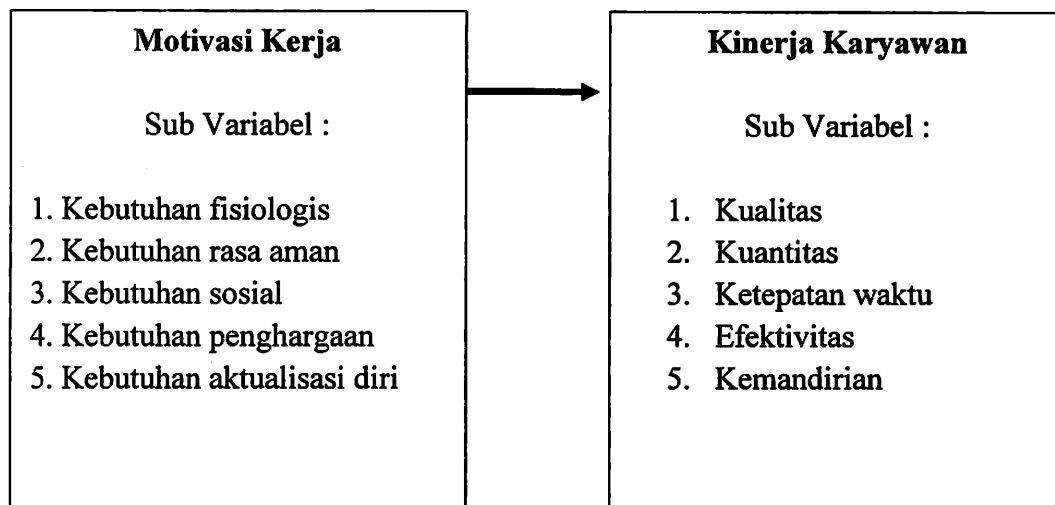 Motivasi Kerja
Sub Variabel :
1. Kebutuhan fisiologis
2. Kebutuhan rasa aman
3. Kebutuhan sosial
4. Kebutuhan penghargaan
5. Kebutuhan aktualisasi diri
Kinerja Karyawan
Sub Variabel :
1. Kualitas
2. Kuantitas
3. Ketepatan waktu
4. Efektivitas
5. Kemandirian